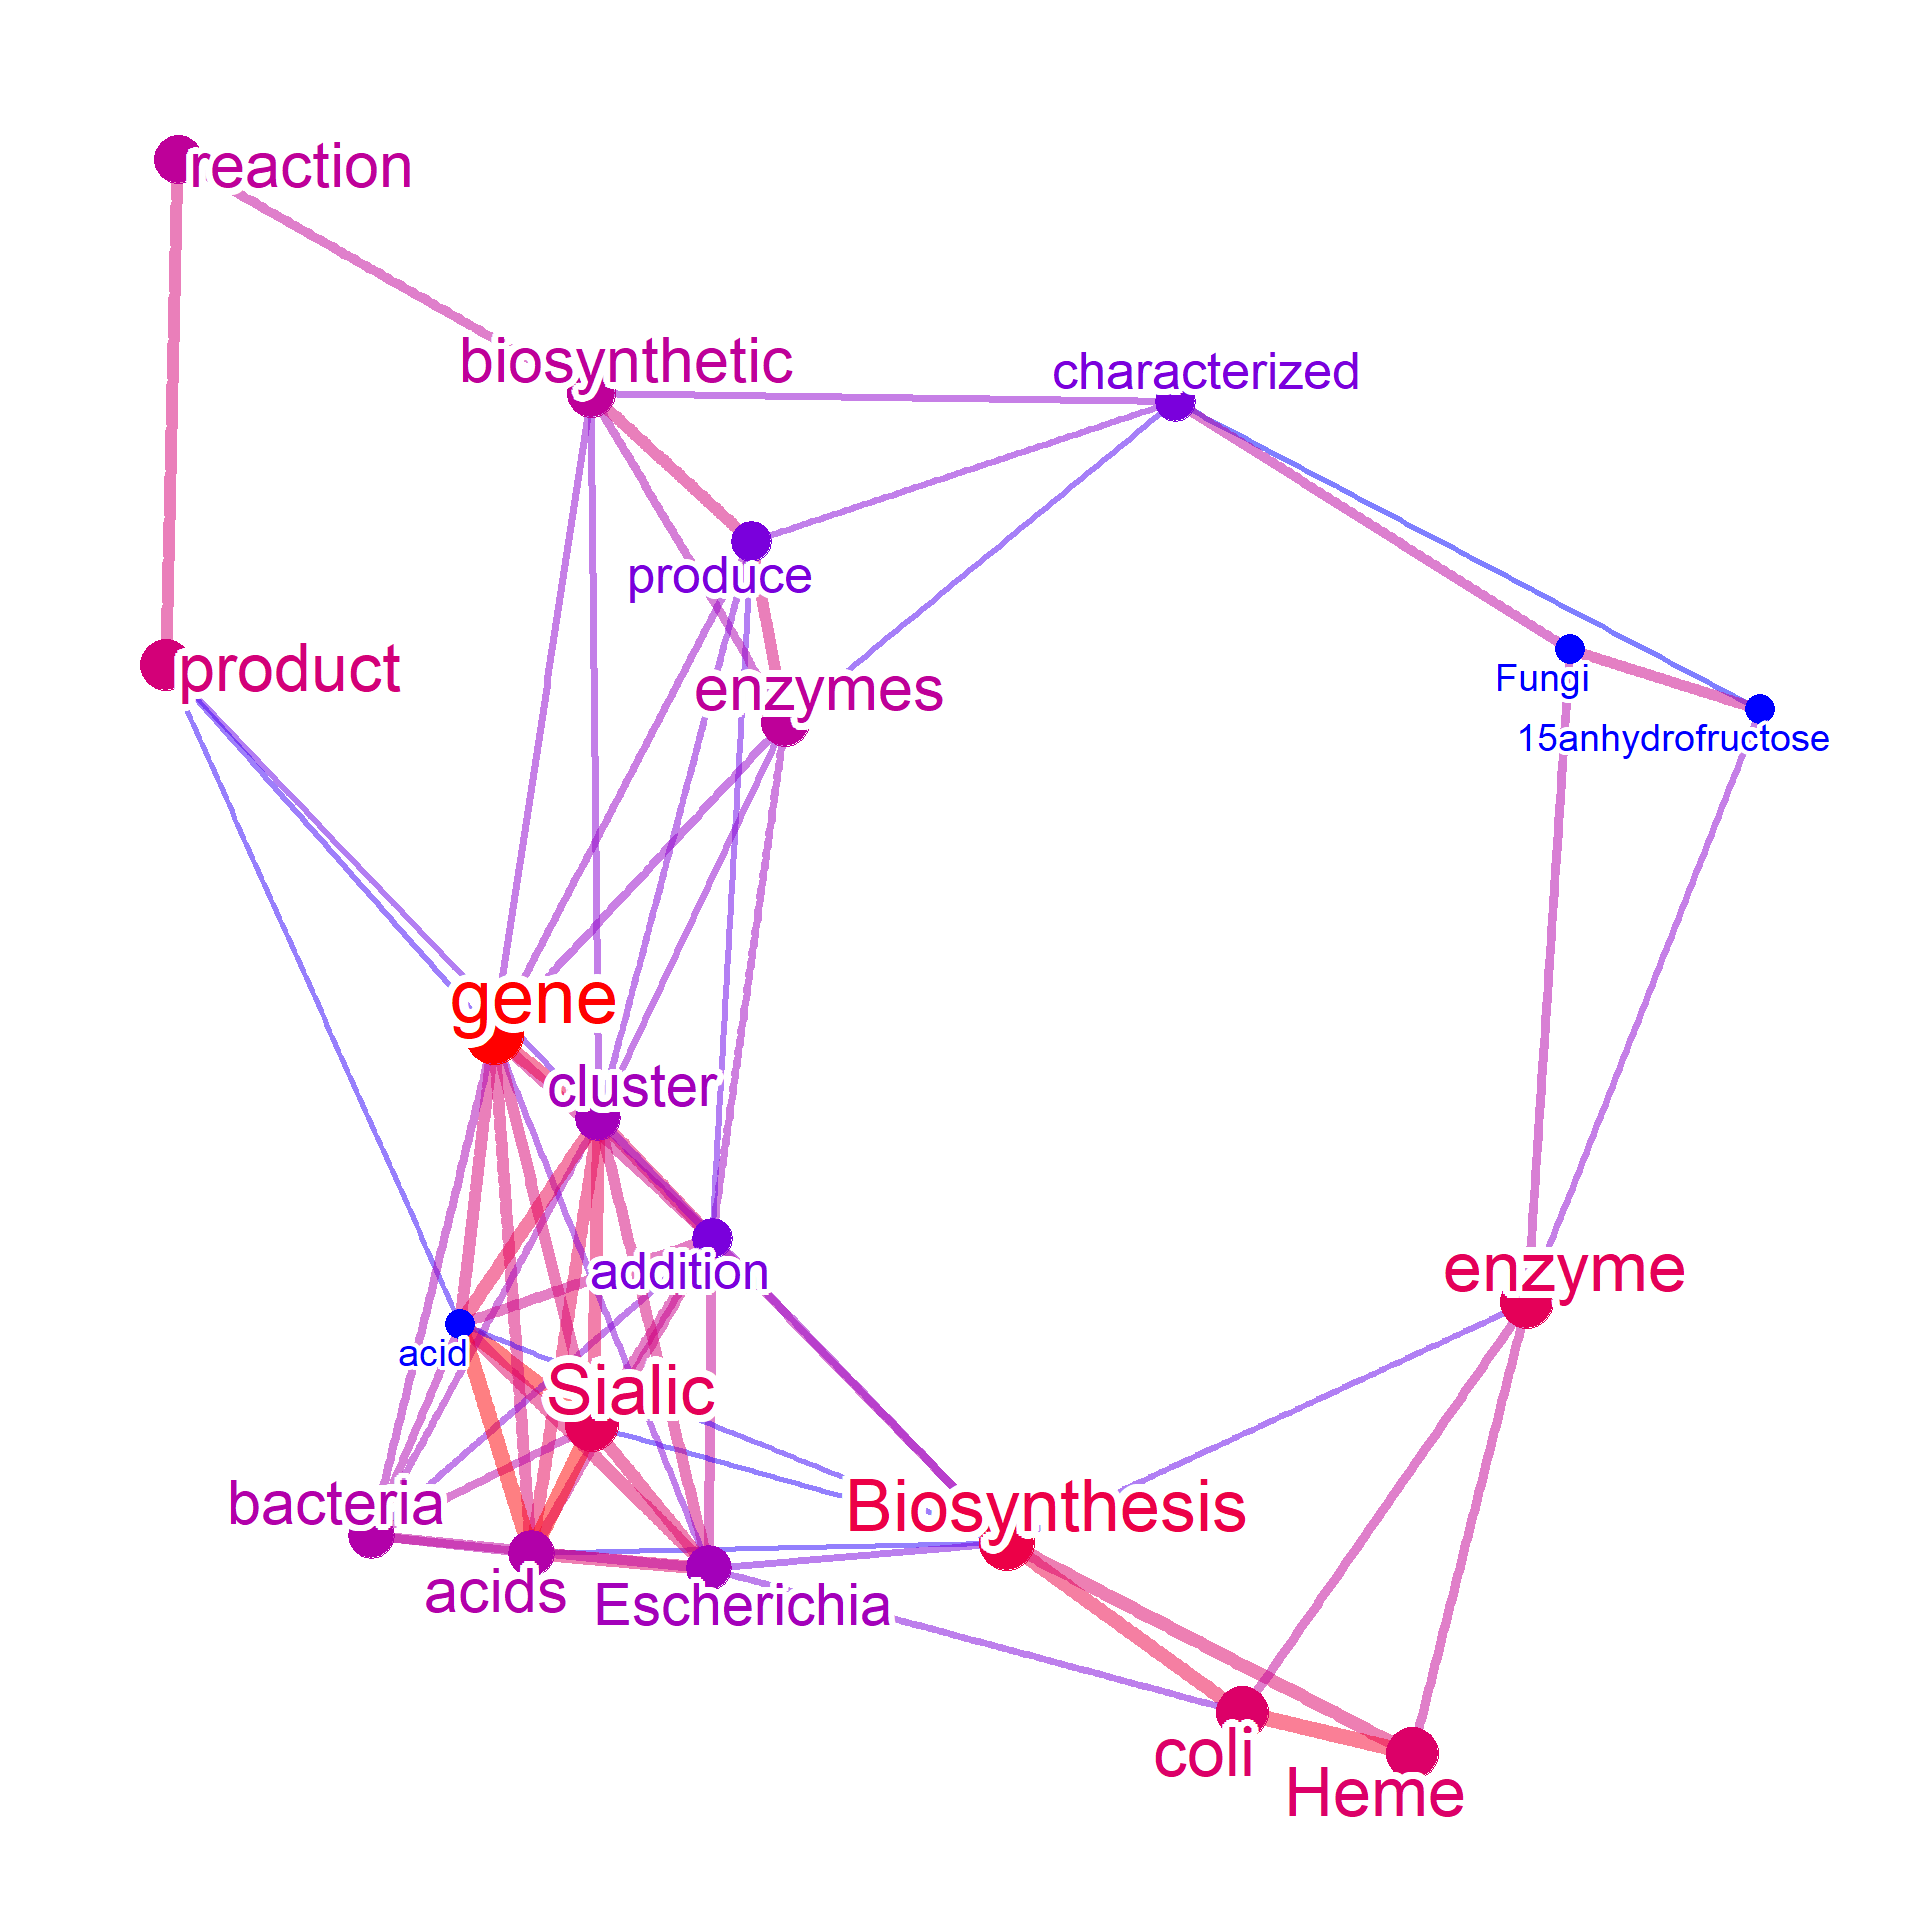 reaction
biosynthetic
characterized
produce
product
enzymes
Fungi
15anhydrofructose
gene
cluster
addition
enzyme
acid
Sialic
bacteria
Biosynthesis
acids
Escherichia
coli
Heme